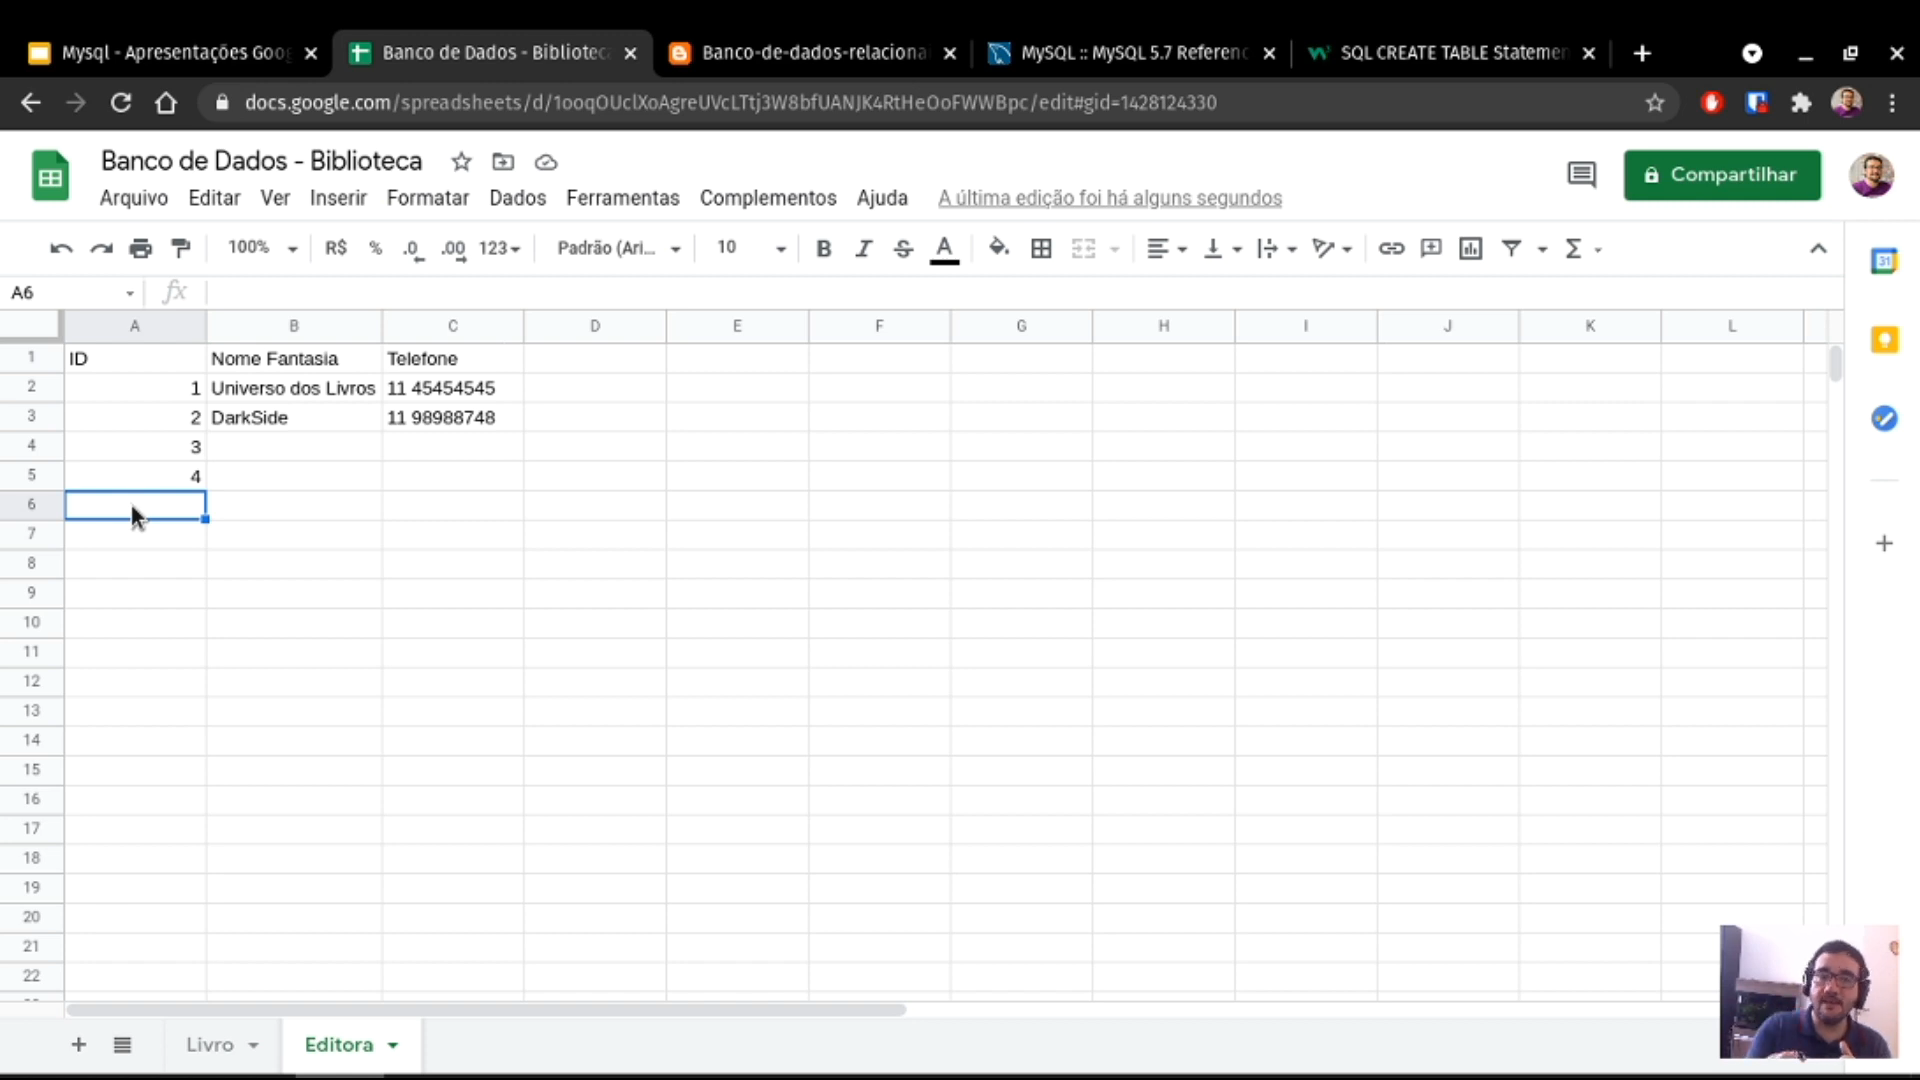 Mysql - Apresentações Goog
Banco de Dados - Bibliotec
Banco-de-dados-relaciona
MySQL :: MySQL 5.7 Referenc
SQL CREATE TABLE Statemen
docs.google.com/spreadsheets/d/1ooqOUclXoAgreUVcLTtj3W8bfUANJK4RtHeOoFWWBpc/edit#gid=1428124330
Banco de Dados - Biblioteca
Compartilhar
Arquivo Editar Ver Inserir Formatar Dados Ferramentas Complementos Ajuda A última edição foi há alguns segundos
100% R$ % .0 .00 123 Padrão (Ari... 10 B I S A Σ
31
A6 fx
A B C D E F G H I J K L
1 ID Nome Fantasia Telefone
2 1 Universo dos Livros 11 45454545
3 2 DarkSide 11 98988748
4 3
5 4
6
7
8
9
10
11
12
13
14
15
16
17
18
19
20
21
22
Livro Editora